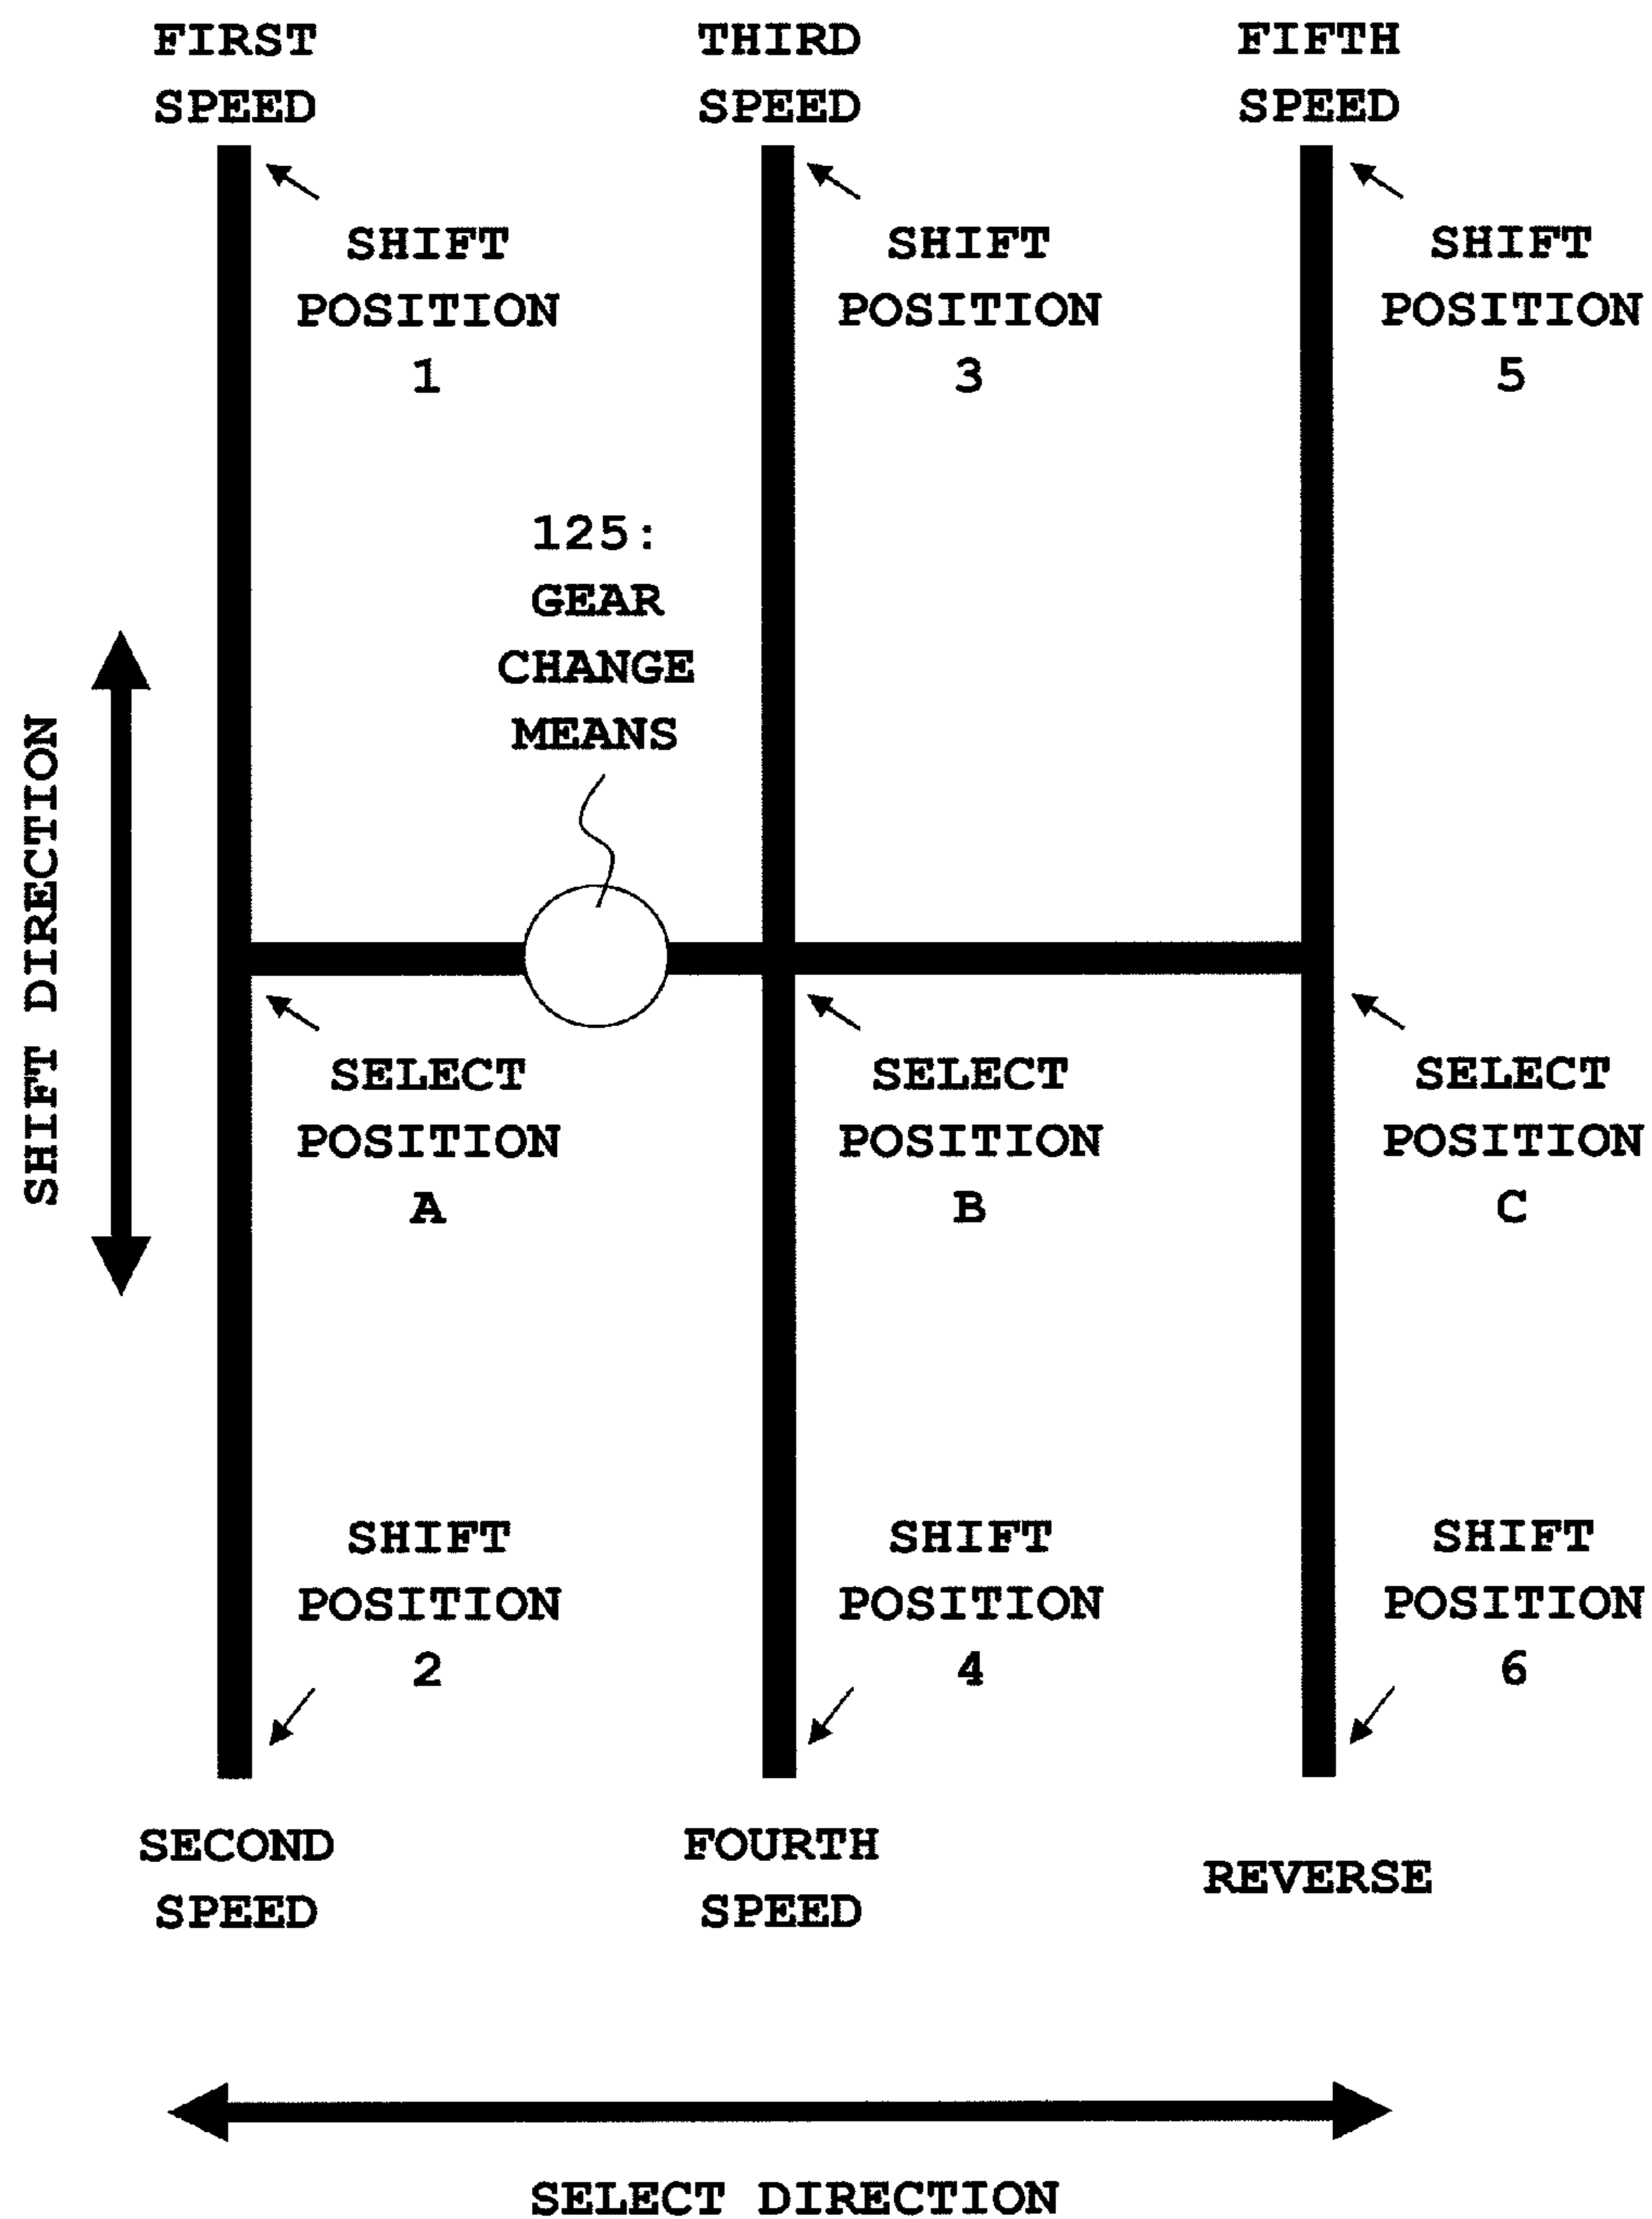 FIRST
SPEED
THIRD
SPEED
FIFTH
SPEED
SHIFT
POSITION
1
SHIFT
POSITION
3
SHIFT
POSITION
5
125:
GEAR
CHANGE
MEANS
SHIFT DIRECTION
SELECT
POSITION
A
SELECT
POSITION
B
SELECT
POSITION
C
SHIFT
POSITION
2
SHIFT
POSITION
4
SHIFT
POSITION
6
SECOND
SPEED
FOURTH
SPEED
REVERSE
SELECT DIRECTION